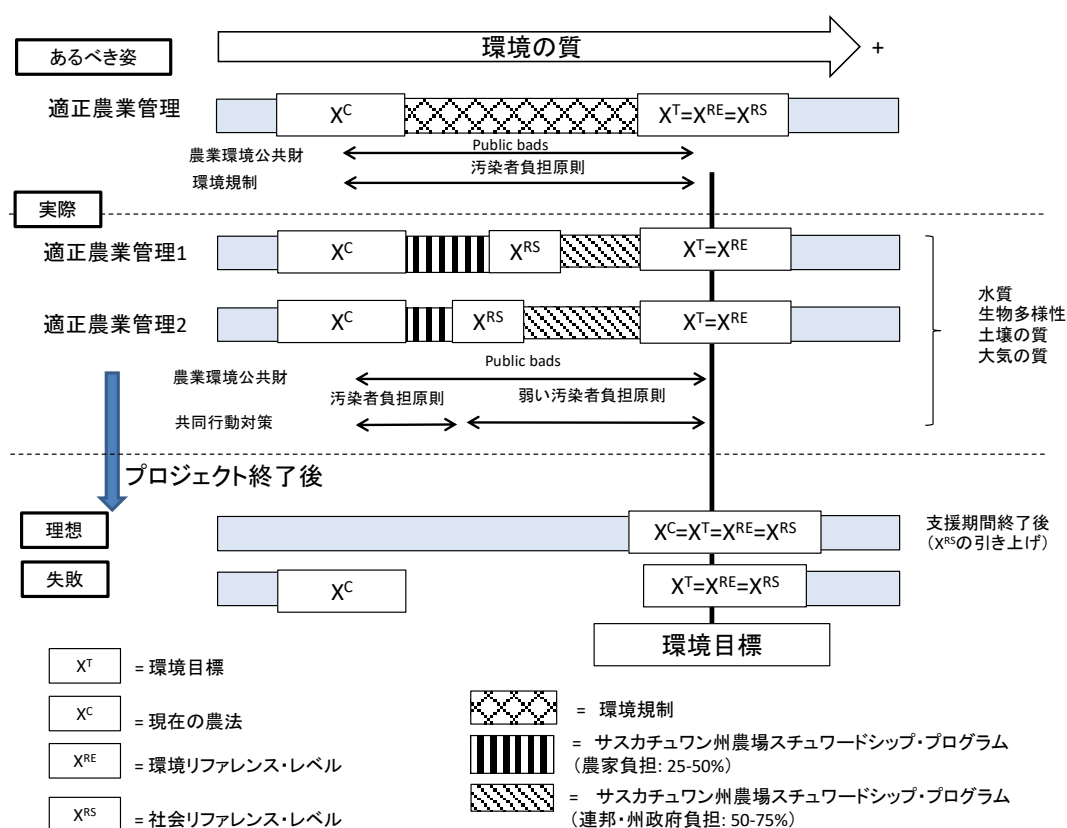 環境の質
+
あるべき姿
適正農業管理
X^C
X^T=X^RE=X^RS
農業環境公共財
Public bads
環境規制
汚染者負担原則
実際
適正農業管理1
X^C
X^RS
X^T=X^RE
適正農業管理2
X^C
X^RS
X^T=X^RE
水質
生物多様性
土壌の質
大気の質
農業環境公共財
Public bads
汚染者負担原則
弱い汚染者負担原則
共同行動対策
プロジェクト終了後
理想
X^C=X^T=X^RE=X^RS
支援期間終了後
（X^RSの引き上げ）
失敗
X^C
X^T=X^RE=X^RS
環境目標
X^T = 環境目標
X^C = 現在の農法
X^RE = 環境リファレンス・レベル
X^RS = 社会リファレンス・レベル
= 環境規制
= サスカチュワン州農場スチュワードシップ・プログラム
（農家負担: 25-50%）
= サスカチュワン州農場スチュワードシップ・プログラム
（連邦・州政府負担: 50-75%）